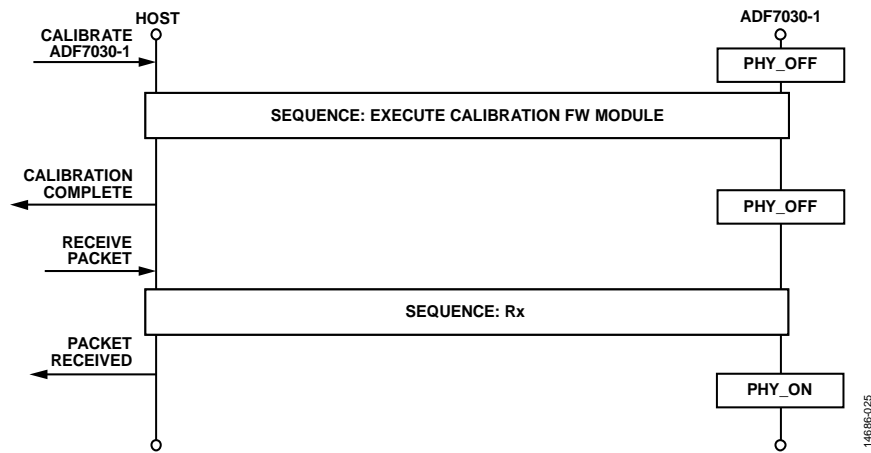 HOST
ADF7030-1
CALIBRATE
ADF7030-1
PHY_OFF
SEQUENCE: EXECUTE CALIBRATION FW MODULE
CALIBRATION
COMPLETE
PHY_OFF
RECEIVE
PACKET
SEQUENCE: Rx
PACKET
RECEIVED
PHY_ON
14686-025